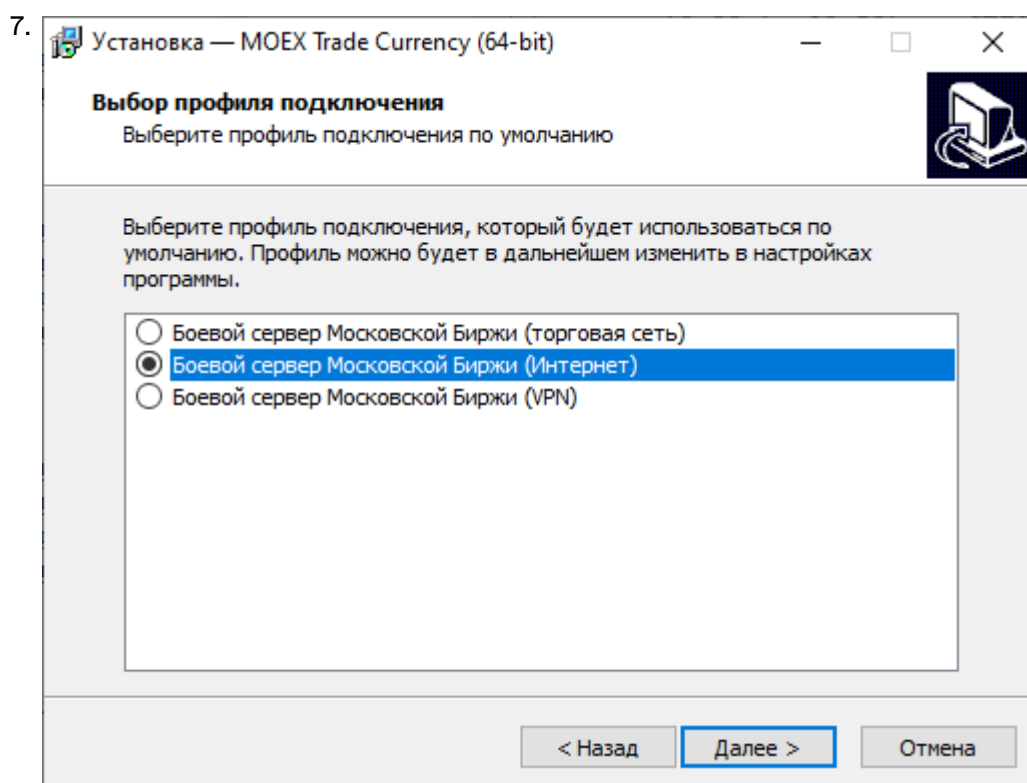 7.
Установка — MOEX Trade Currency (64-bit)
Выбор профиля подключения
Выберите профиль подключения по умолчанию
Выберите профиль подключения, который будет использоваться по
умолчанию. Профиль можно будет в дальнейшем изменить в настройках
программы.
Боевой сервер Московской Биржи (торговая сеть)
Боевой сервер Московской Биржи (Интернет)
Боевой сервер Московской Биржи (VPN)
< Назад Далее > Отмена